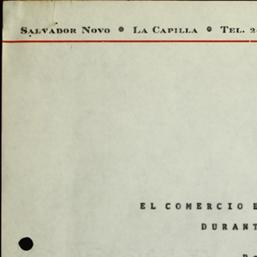 SALVADOR NOVO • LA CAPILLA • TEL. 2
EL COMERCIO E
DURANT